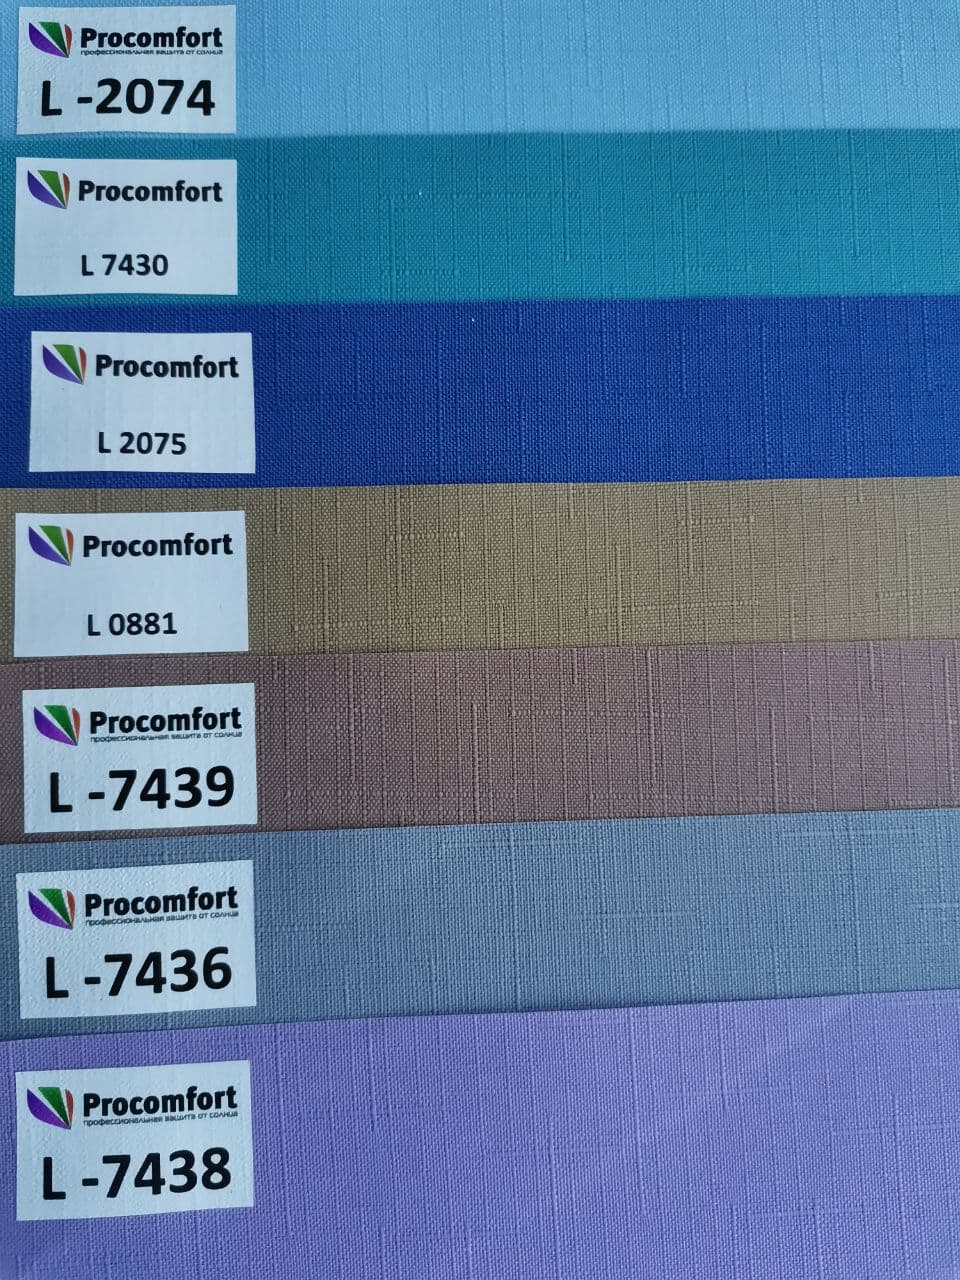 Procomfort
профессиональная защита от солнца
L -2074
Procomfort
L 7430
Procomfort
L 2075
Procomfort
L 0881
Procomfort
профессиональная защита от солнца
L -7439
Procomfort
профессиональная защита от солнца
L -7436
Procomfort
профессиональная защита от солнца
L -7438